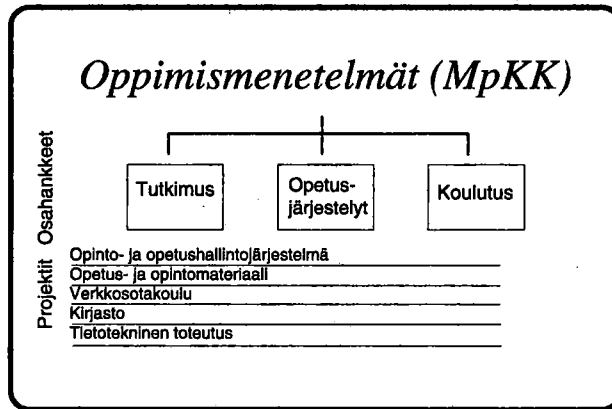 Oppimismenetelmät (MpKK)
Osahankkeet
Tutkimus
Opetus-
järjestelyt
Koulutus
Projektit
Opinto- ja opetushallintojärjestelmä
Opetus- ja opintomateriaali
Verkkosotakoulu
Kirjasto
Tietotekninen toteutus